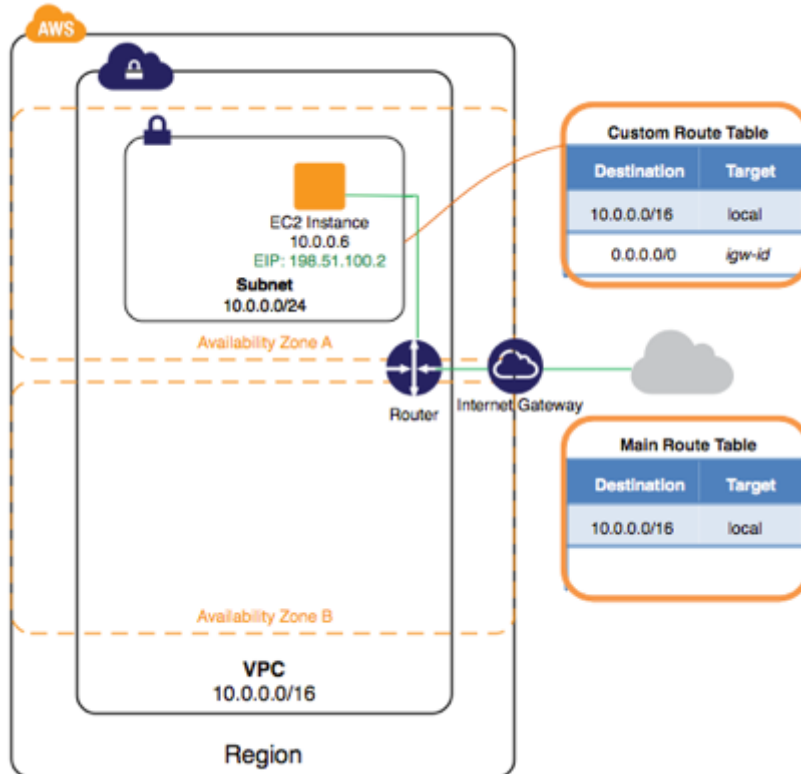 AWS
Custom Route Table
Destination Target
10.0.0.0/16 local
0.0.0.0/0 igw-id
EC2 Instance
10.0.0.6
EIP: 198.51.100.2
Subnet
10.0.0.0/24
Availability Zone A
Router
Internet Gateway
Main Route Table
Destination Target
10.0.0.0/16 local
Availability Zone B
VPC
10.0.0.0/16
Region